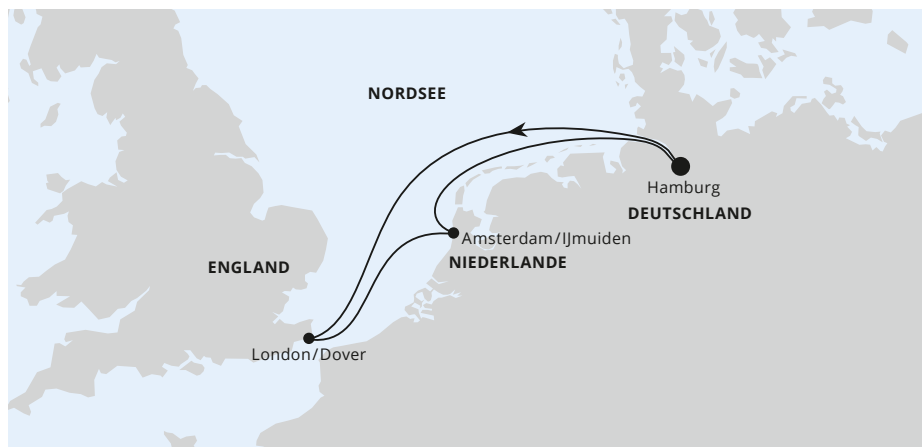 NORDSEE
Hamburg
DEUTSCHLAND
Amsterdam/IJmuiden
NIEDERLANDE
ENGLAND
London/Dover